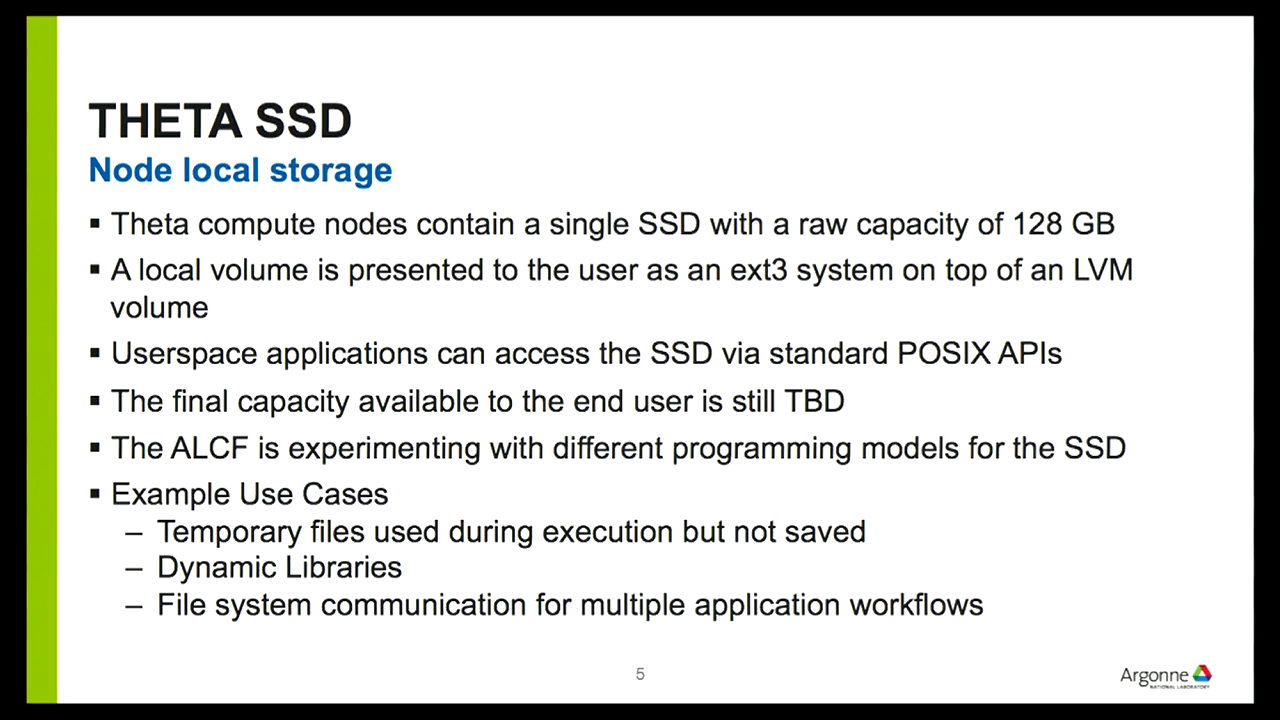 THETA SSD
Node local storage
▪ Theta compute nodes contain a single SSD with a raw capacity of 128 GB
▪ A local volume is presented to the user as an ext3 system on top of an LVM
volume
▪ Userspace applications can access the SSD via standard POSIX APIs
▪ The final capacity available to the end user is still TBD
▪ The ALCF is experimenting with different programming models for the SSD
▪ Example Use Cases
– Temporary files used during execution but not saved
– Dynamic Libraries
– File system communication for multiple application workflows
5
Argonne
NATIONAL LABORATORY